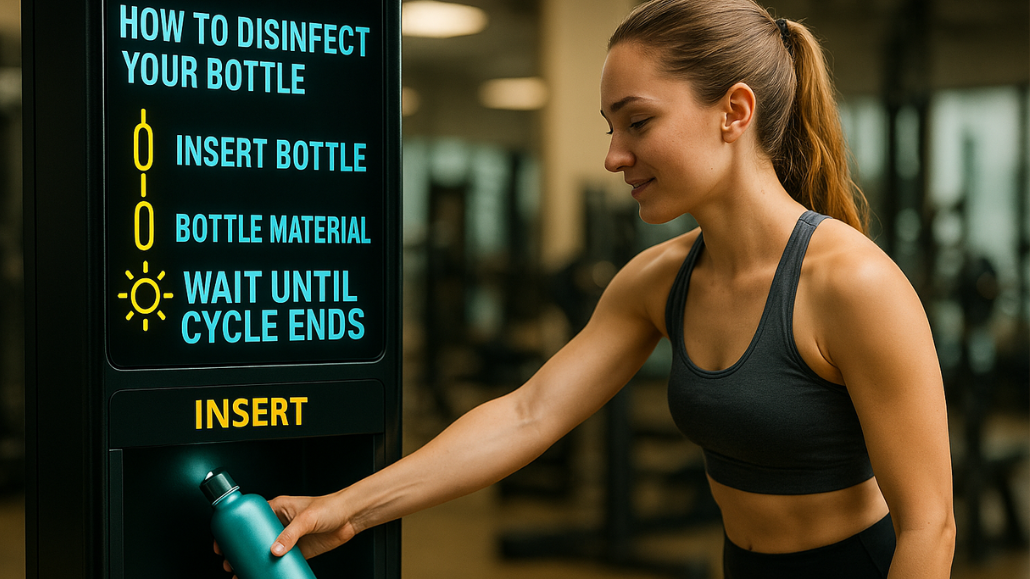 HOW TO DISINFECT
YOUR BOTTLE
INSERT BOTTLE
BOTTLE MATERIAL
WAIT UNTIL
CYCLE ENDS
INSERT